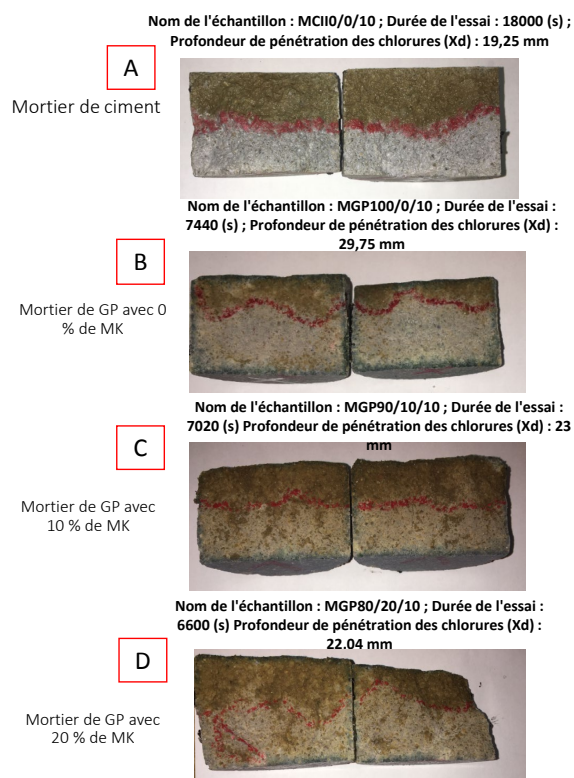 Nom de l'échantillon : MCII0/0/10 ; Durée de l'essai : 18000 (s) ;
Profondeur de pénétration des chlorures (Xd) : 19,25 mm
A
Mortier de ciment
Nom de l'échantillon : MGP100/0/10 ; Durée de l'essai :
7440 (s) ; Profondeur de pénétration des chlorures (Xd) :
29,75 mm
B
Mortier de GP avec 0
% de MK
Nom de l'échantillon : MGP90/10/10 ; Durée de l'essai :
7020 (s) Profondeur de pénétration des chlorures (Xd) : 23
mm
C
Mortier de GP avec
10 % de MK
Nom de l'échantillon : MGP80/20/10 ; Durée de l'essai :
6600 (s) Profondeur de pénétration des chlorures (Xd) :
22.04 mm
D
Mortier de GP avec
20 % de MK